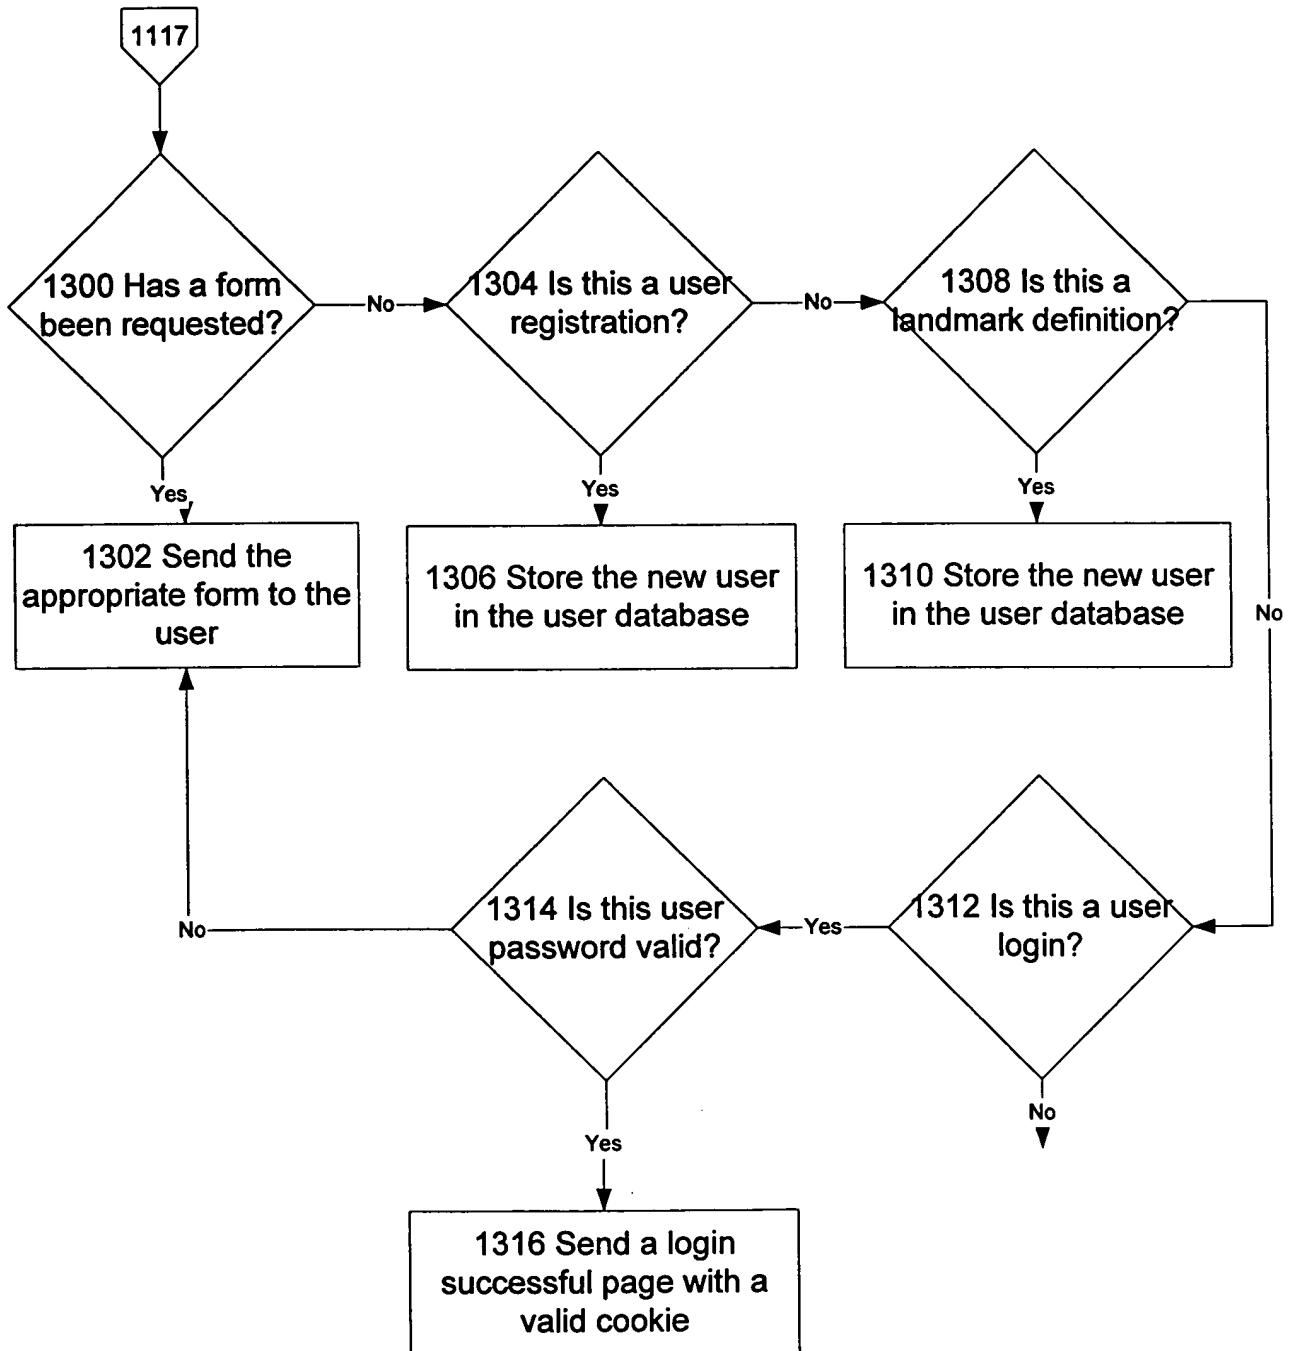 1117
1300 Has a form
been requested?
No
1304 Is this a user
registration?
No
1308 Is this a
landmark definition?
Yes
Yes
Yes
1302 Send the
appropriate form to the
user
1306 Store the new user
in the user database
1310 Store the new user
in the user database
No
1314 Is this user
password valid?
Yes
1312 Is this a user
login?
No
No
Yes
1316 Send a login
successful page with a
valid cookie